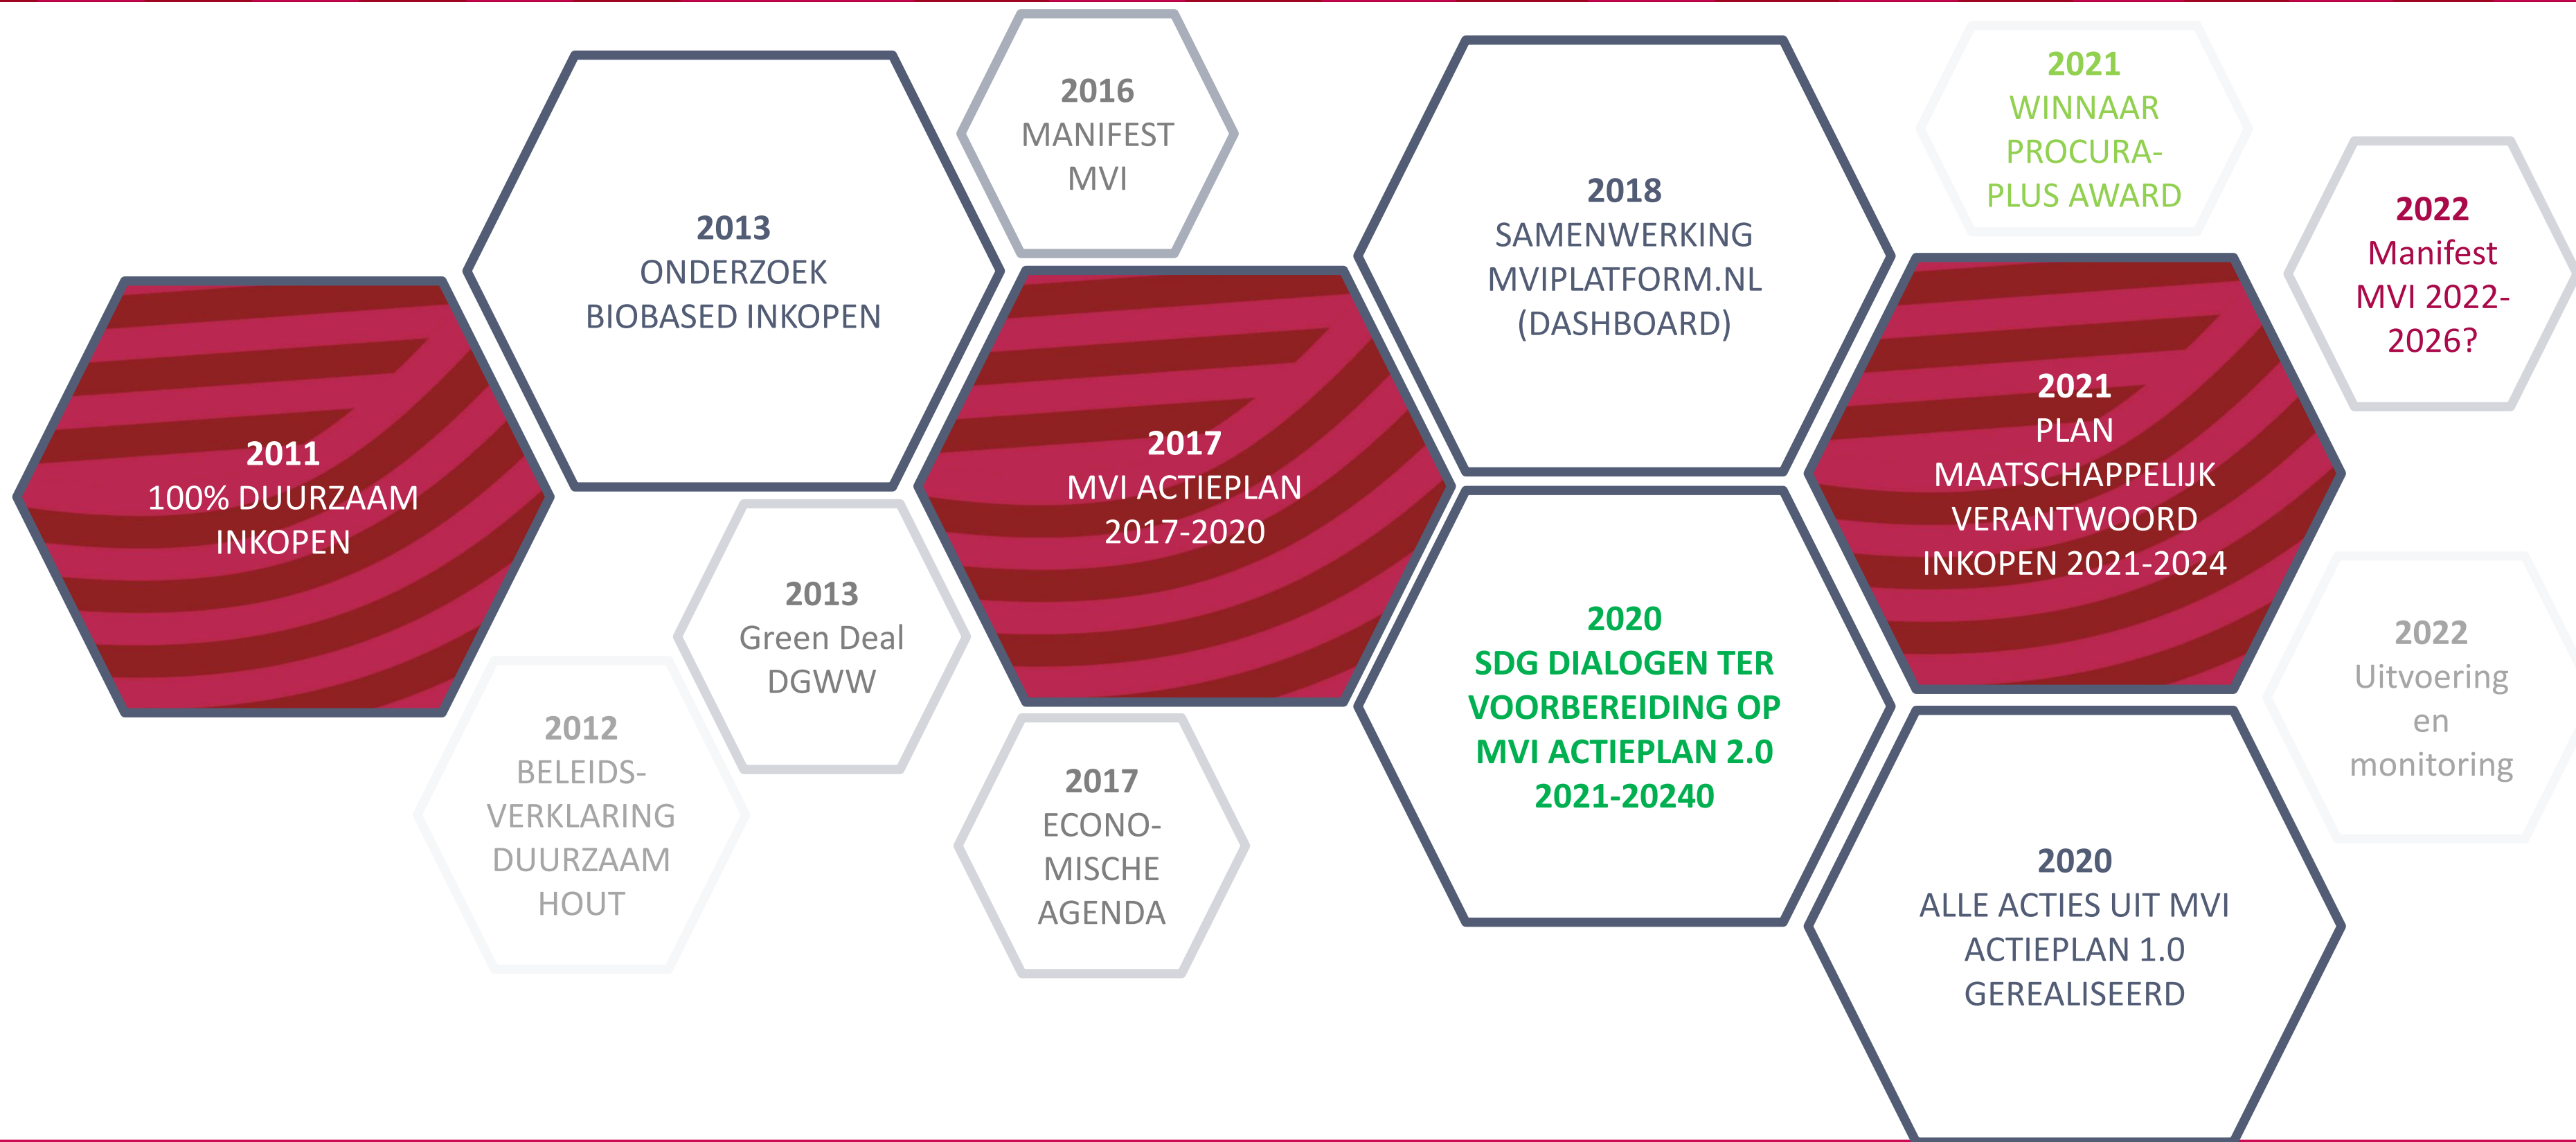 2011
100% DUURZAAM
INKOPEN
2012
BELEIDS-
VERKLARING
DUURZAAM
HOUT
2013
ONDERZOEK
BIOBASED INKOPEN
2013
Green Deal
DGWW
2016
MANIFEST
MVI
2017
MVI ACTIEPLAN
2017-2020
2017
ECONO-
MISCHE
AGENDA
2018
SAMENWERKING
MVIPLATFORM.NL
(DASHBOARD)
2020
SDG DIALOGEN TER
VOORBEREIDING OP
MVI ACTIEPLAN 2.0
2021-20240
2021
WINNAAR
PROCURA-
PLUS AWARD
2021
PLAN
MAATSCHAPPELIJK
VERANTWOORD
INKOPEN 2021-2024
2020
ALLE ACTIES UIT MVI
ACTIEPLAN 1.0
GEREALISEERD
2022
Manifest
MVI 2022-
2026?
2022
Uitvoering
en
monitoring